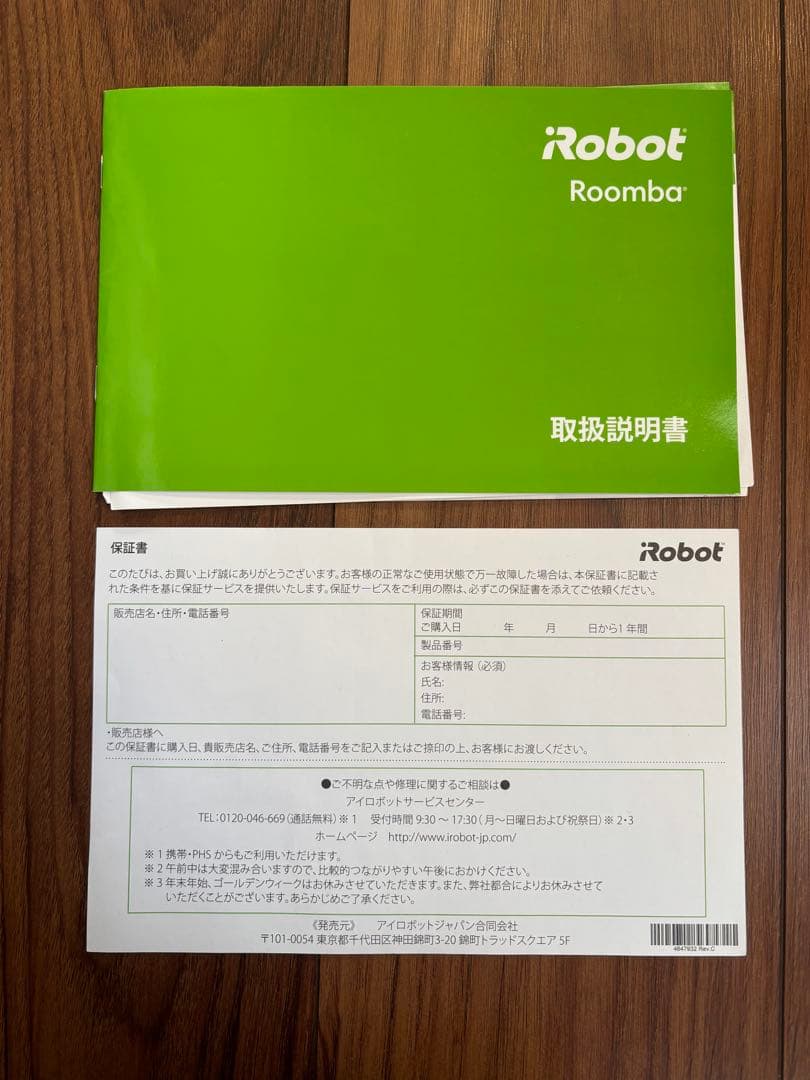 iRobot
Roomba
取扱説明書
保証書
iRobot
このたびは、お買い上げ誠にありがとうございます。お客様の正常なご使用状態で万一故障した場合は、本保証書に記載さ
れた条件を基に保証サービスを提供いたします。保証サービスをご利用の際は、必ずこの保証書を添えてご依頼ください。
販売店名・住所・電話番号
保証期間
ご購入日 年 月 日から1年間
製品番号
お客様情報(必須)
氏名:
住所:
電話番号:
・販売店様へ
この保証書に購入日、貴販売店名、ご住所、電話番号をご記入またはご捺印の上、お客様にお渡しください。
●ご不明な点や修理に関するご相談は●
アイロボットサービスセンター
TEL:0120-046-669(通話無料)※1 受付時間 9:30 ～ 17:30(月～日曜日および祝祭日)※2・3
ホームページ http://www.irobot-jp.com/
※1 携帯・PHS からもご利用いただけます。
※2 午前中は大変混み合いますので、比較的つながりやすい午後におかけください。
※3 年末年始、ゴールデンウィークはお休みさせていただきます。また、弊社都合によりお休みさせて
いただくことがございます。あらかじめご了承ください。
《発売元》 アイロボットジャパン合同会社
〒101-0054 東京都千代田区神田錦町3-20 錦町トラッドスクエア 5F
4647932 Rev.C